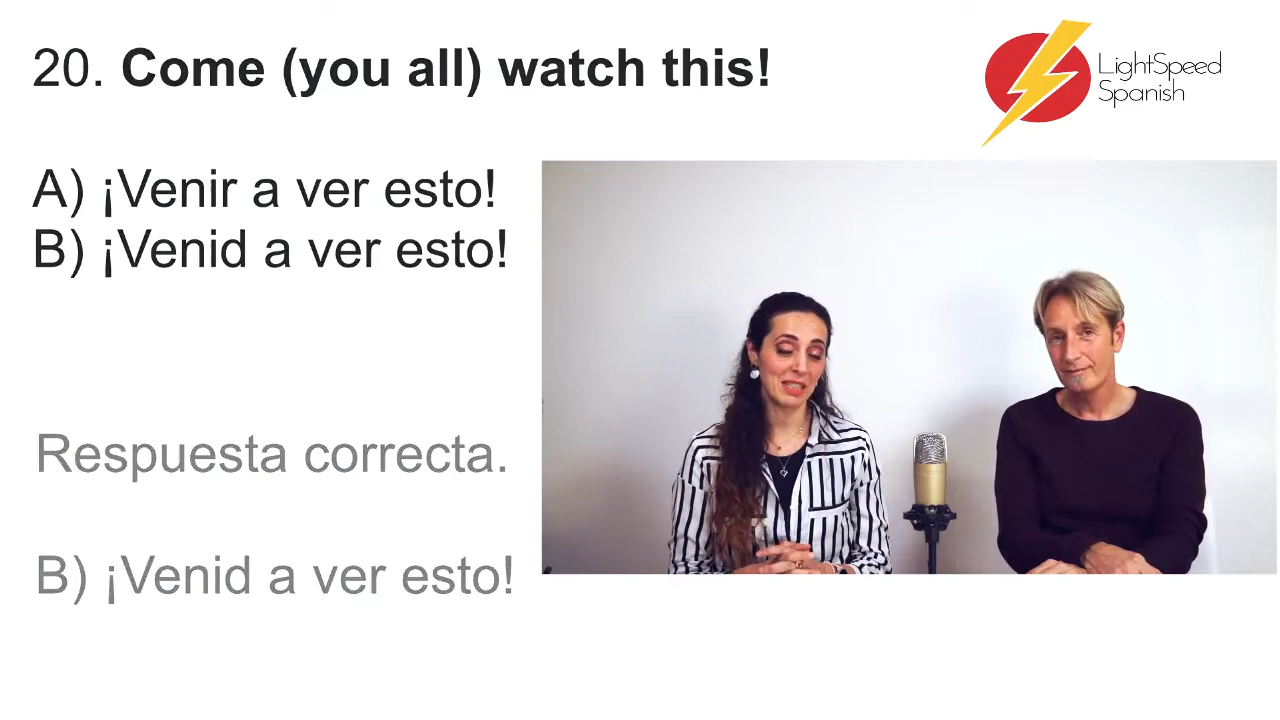 20. Come (you all) watch this!
LightSpeed
Spanish
A) ¡Venir a ver esto!
B) ¡Venid a ver esto!
Respuesta correcta.
B) ¡Venid a ver esto!